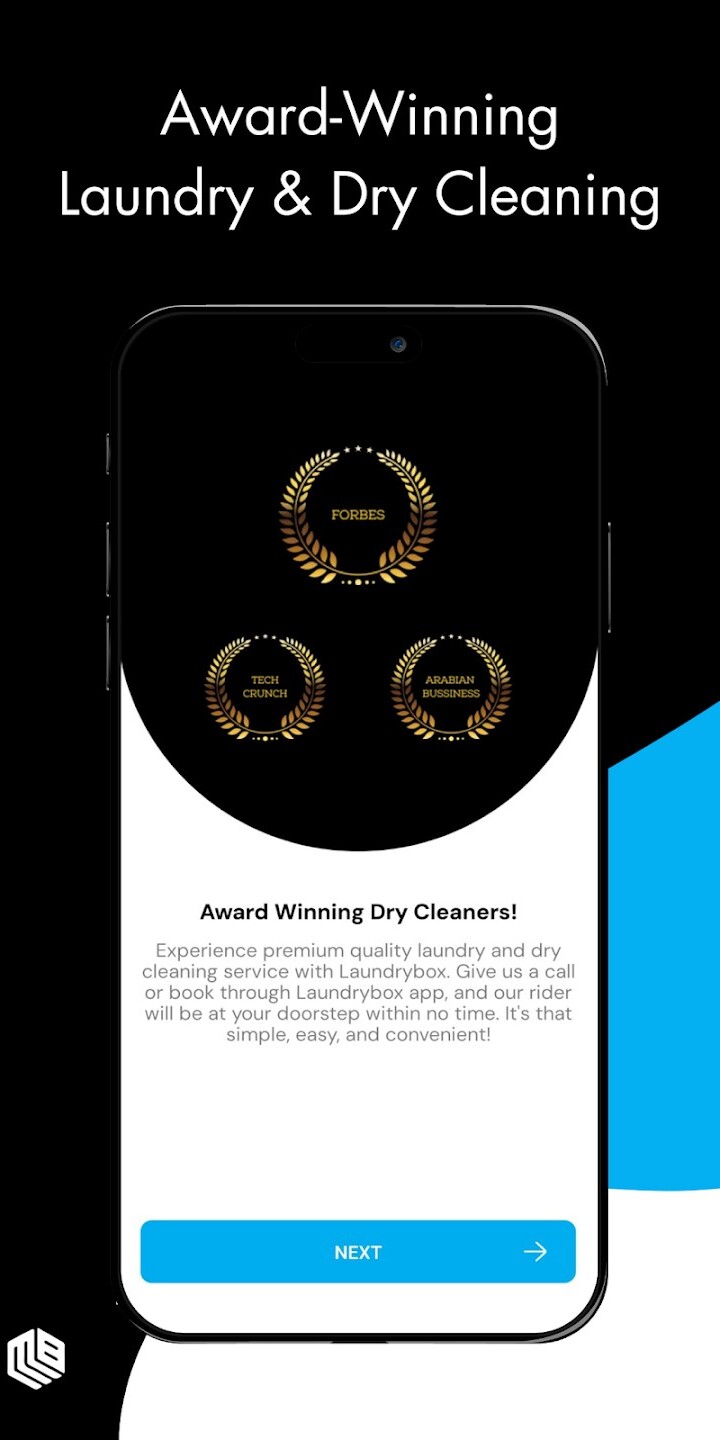 Award-Winning
Laundry & Dry Cleaning
FORBES
TECH
CRUNCH
ARABIAN
BUSSINESS
Award Winning Dry Cleaners!
Experience premium quality laundry and dry
cleaning service with Laundrybox. Give us a call
or book through Laundrybox app, and our rider
will be at your doorstep within no time. It's that
simple, easy, and convenient!
NEXT